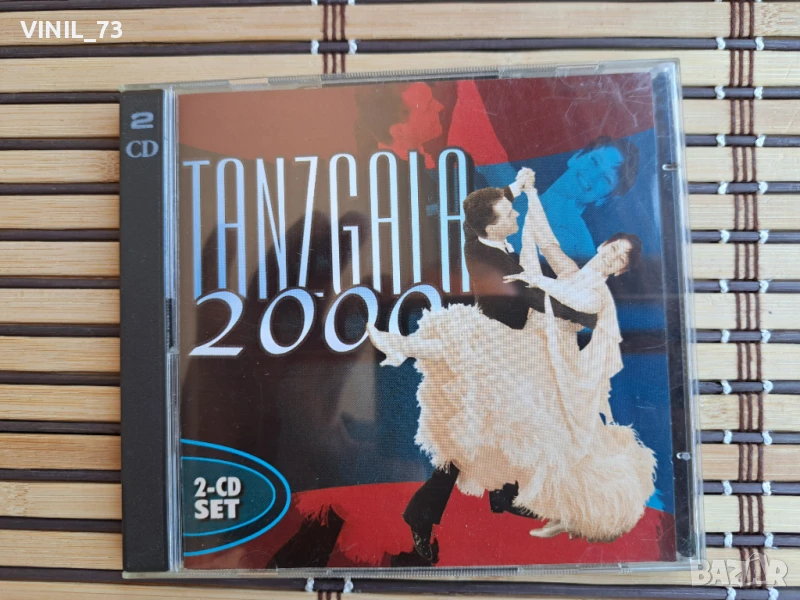 VINIL_73
2
CD
TANZGALA
2000
2-CD
SET
BAZAR